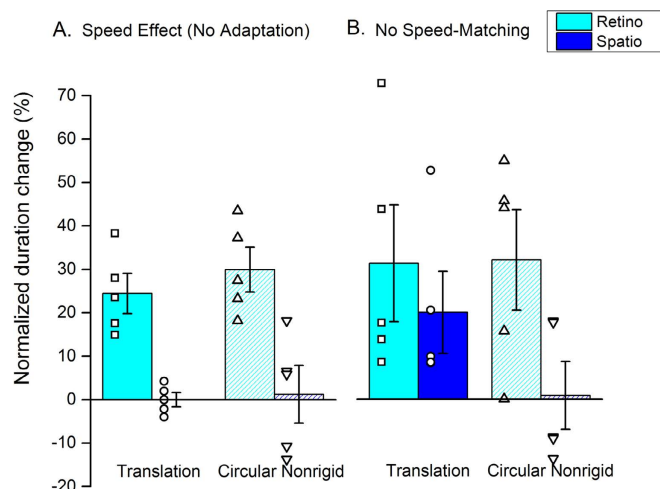 A. Speed Effect (No Adaptation)
B. No Speed-Matching
Retino
Spatio
Normalized duration change (%)
70
60
50
40
30
20
10
0
-10
-20
Translation
Circular Nonrigid
Translation
Circular Nonrigid